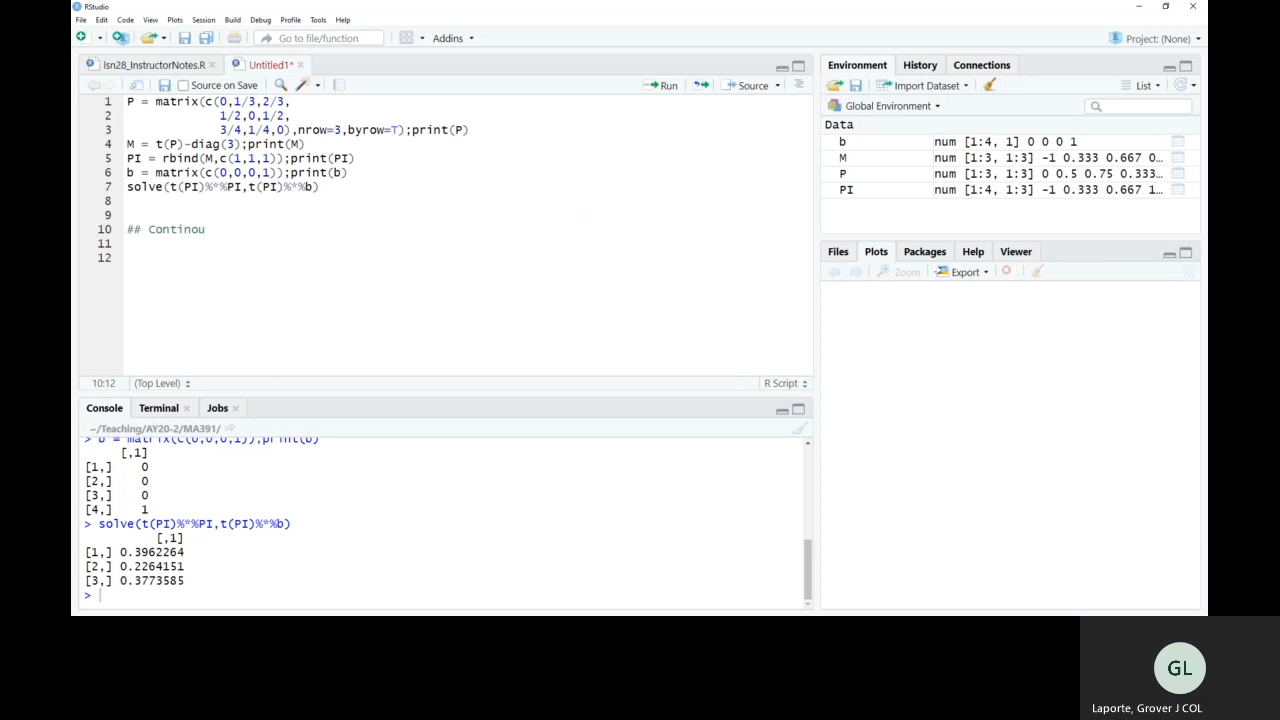 RStudio
File Edit Code View Plots Session Build Debug Profile Tools Help
Go to file/function Addins Project: (None)
lsn28_InstructorNotes.R Untitled1*
Source on Save Run Source
1 P = matrix(c(0,1/3,2/3,
2 1/2,0,1/2,
3 3/4,1/4,0),nrow=3,byrow=T);print(P)
4 M = t(P)-diag(3);print(M)
5 PI = rbind(M,c(1,1,1));print(PI)
6 b = matrix(c(0,0,0,1));print(b)
7 solve(t(PI)%*%PI,t(PI)%*%b)
8
9
10 ## Continou
11
12
10:12 (Top Level) R Script
Console Terminal Jobs
~/Teaching/AY20-2/MA391/
> b = matrix(c(0,0,0,1));print(b)
[,1]
[1,] 0
[2,] 0
[3,] 0
[4,] 1
> solve(t(PI)%*%PI,t(PI)%*%b)
[,1]
[1,] 0.3962264
[2,] 0.2264151
[3,] 0.3773585
>
Environment History Connections
Import Dataset List
Global Environment
Data
b num [1:4, 1] 0 0 0 1
M num [1:3, 1:3] -1 0.333 0.667 0…
P num [1:3, 1:3] 0 0.5 0.75 0.333…
PI num [1:4, 1:3] -1 0.333 0.667 1…
Files Plots Packages Help Viewer
Zoom Export
GL
Laporte, Grover J COL